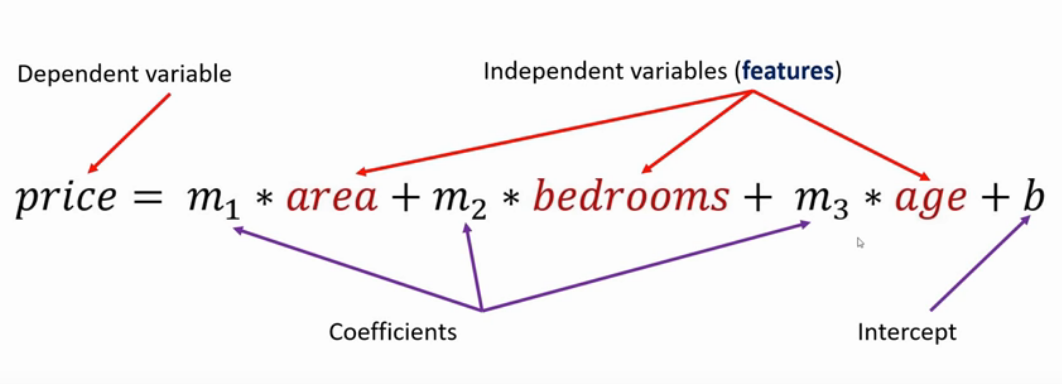 Dependent variable
Independent variables (features)
price = m₁ * area + m₂ * bedrooms + m₃ * age + b
Coefficients
Intercept